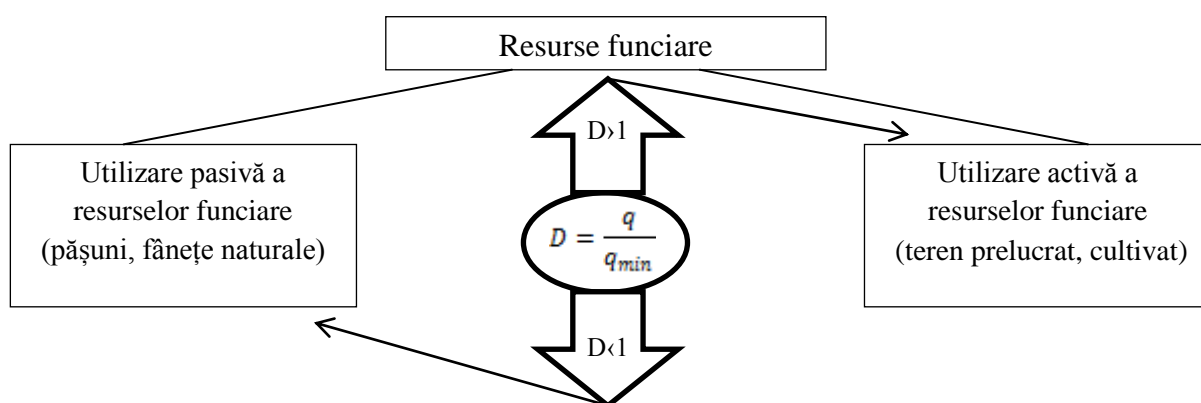 Resurse funciare
D›1
Utilizare pasivă a
resurselor funciare
(pășuni, fânețe naturale)
D = q / q_min
Utilizare activă a
resurselor funciare
(teren prelucrat, cultivat)
D‹1